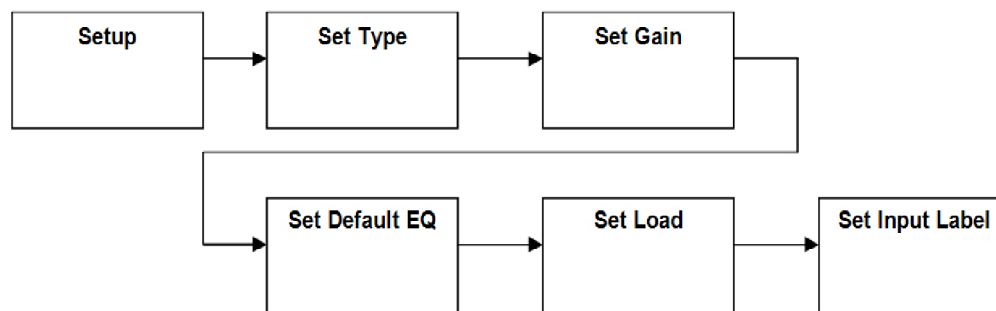 Setup
Set Type
Set Gain
Set Default EQ
Set Load
Set Input Label